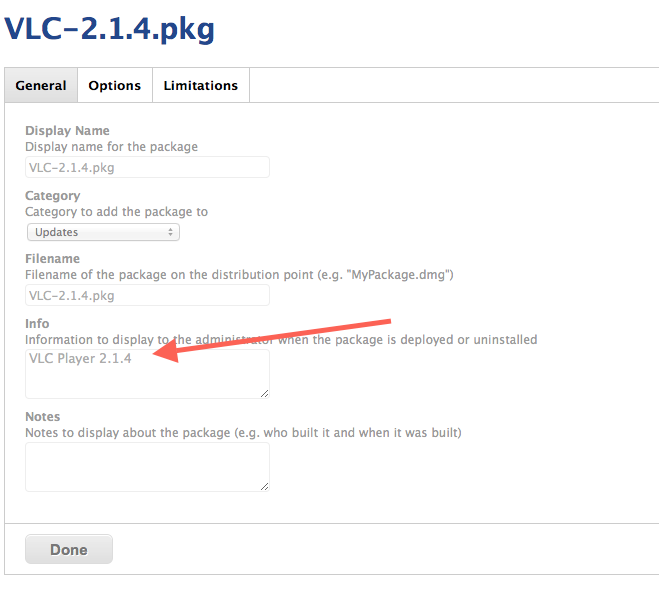 VLC-2.1.4.pkg
General Options Limitations
Display Name
Display name for the package
VLC-2.1.4.pkg
Category
Category to add the package to
Updates
Filename
Filename of the package on the distribution point (e.g. "MyPackage.dmg")
VLC-2.1.4.pkg
Info
Information to display to the administrator when the package is deployed or uninstalled
VLC Player 2.1.4
Notes
Notes to display about the package (e.g. who built it and when it was built)
Done